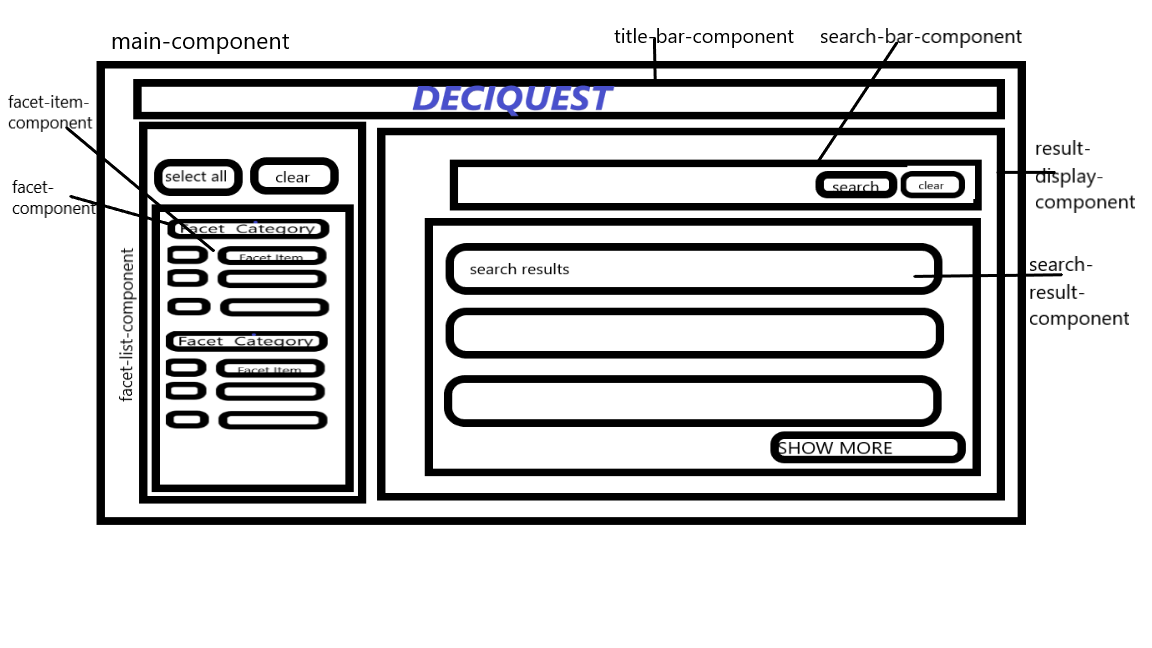 main-component
title-bar-component
search-bar-component
DECIQUEST
facet-item-
component
facet-
component
facet-list-component
select all
clear
Facet Category
Facet Item
Facet Category
Facet Item
search
clear
search results
SHOW MORE
result-
display-
component
search-
result-
component